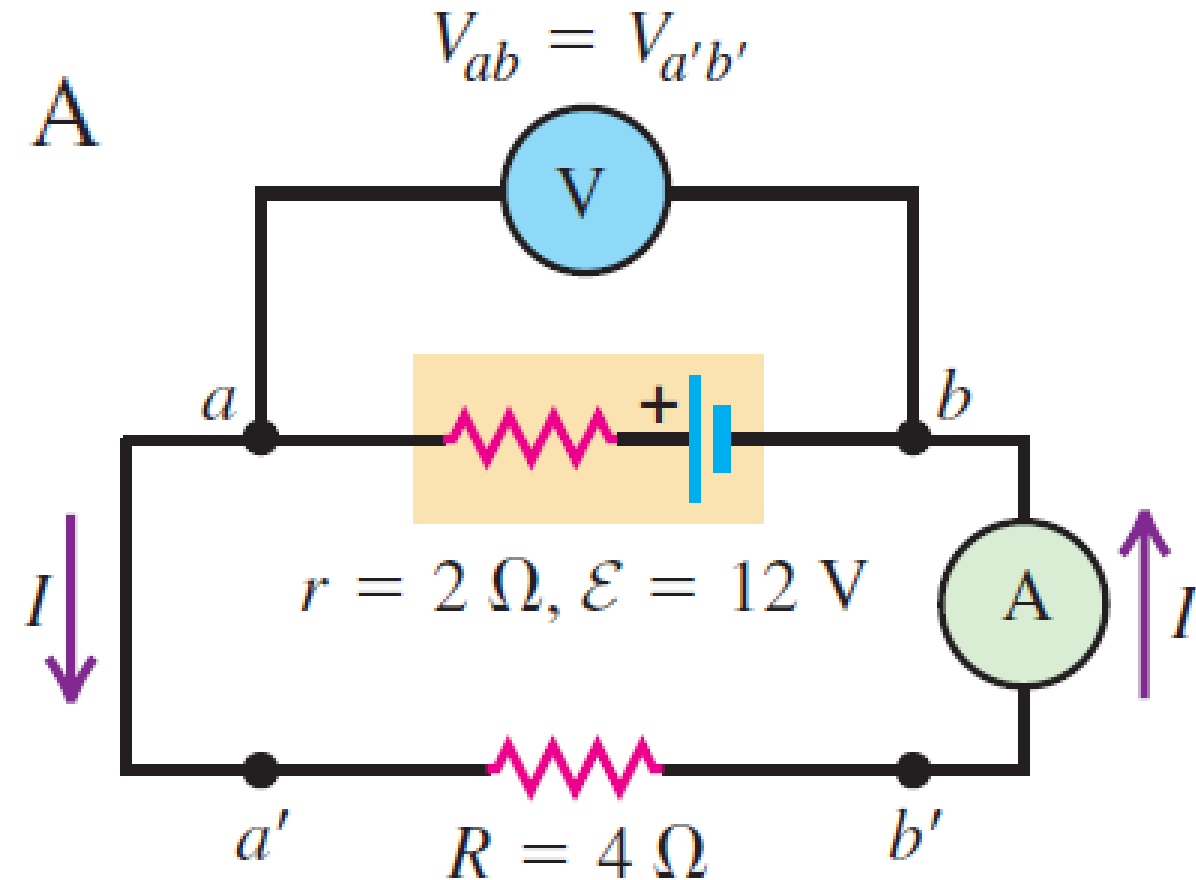 V_ab = V_a′b′
A
V
a
+
b
I
r = 2 Ω, ℰ = 12 V
A
I
a′
R = 4 Ω
b′